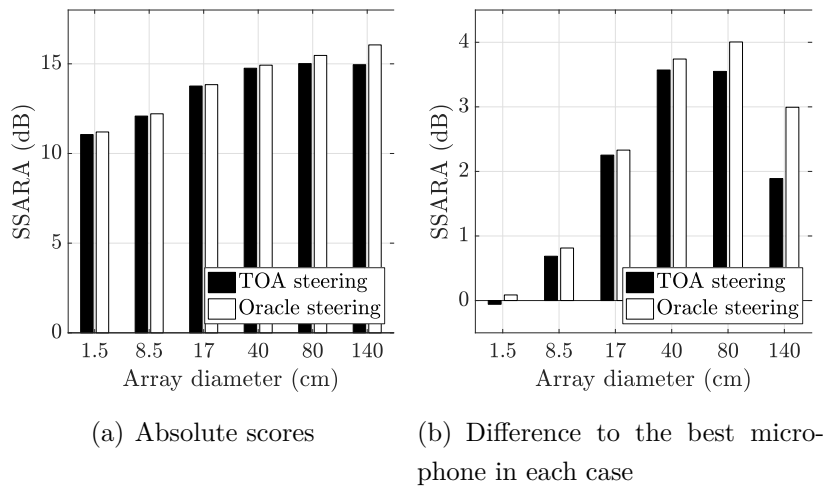 15
10
5
0
SSARA (dB)
TOA steering
Oracle steering
1.5 8.5 17 40 80 140
Array diameter (cm)
(a) Absolute scores
4
3
2
1
0
SSARA (dB)
TOA steering
Oracle steering
1.5 8.5 17 40 80 140
Array diameter (cm)
(b) Difference to the best micro-
phone in each case